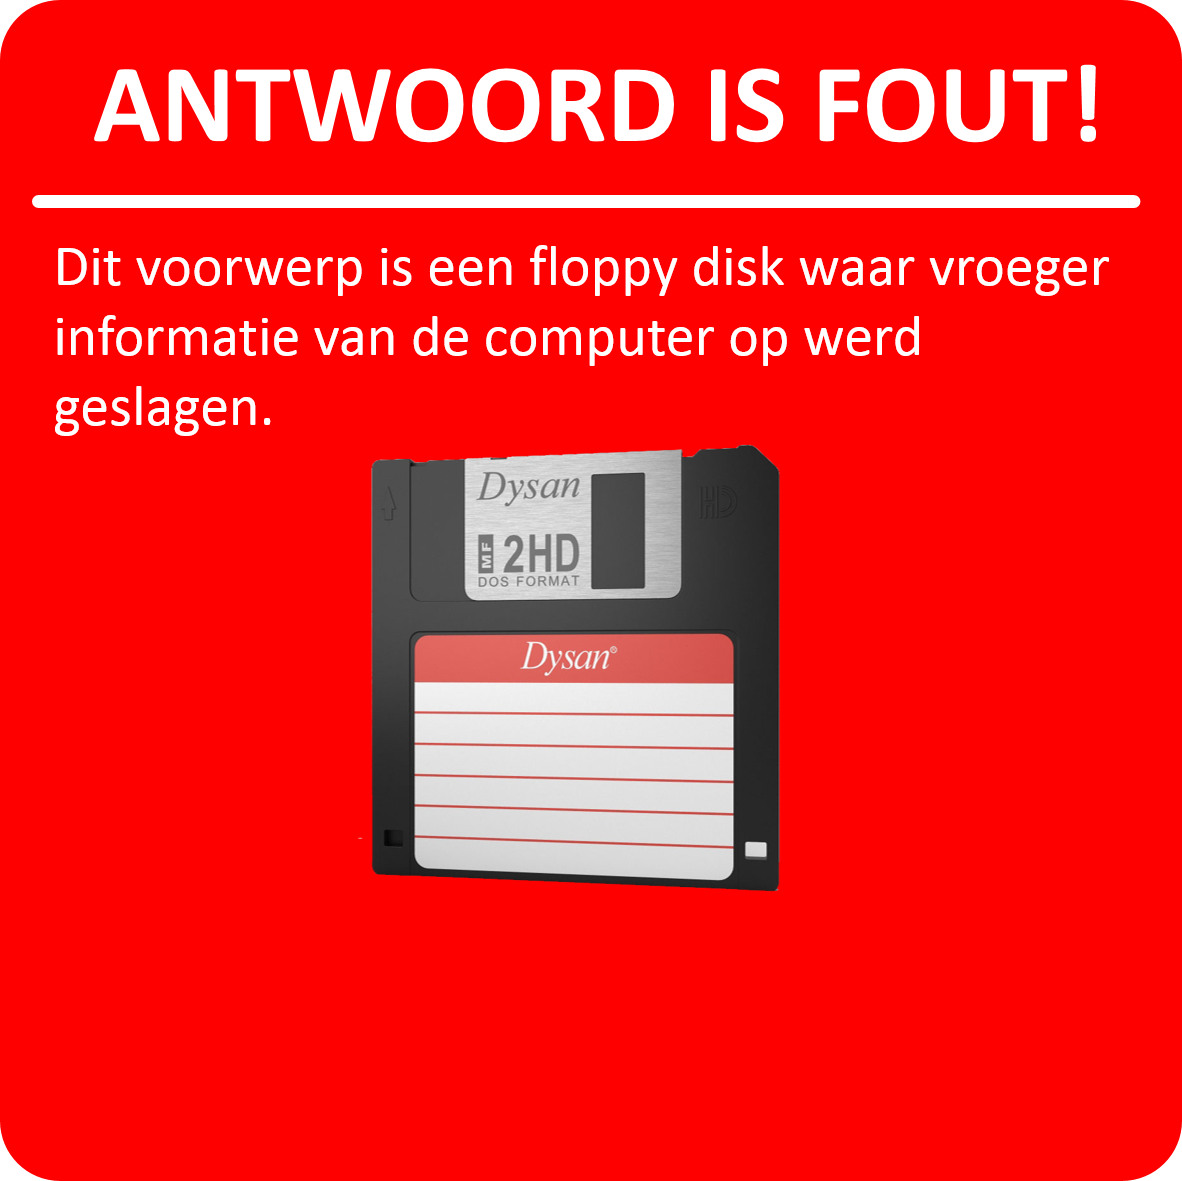 ANTWOORD IS FOUT!
Dit voorwerp is een floppy disk waar vroeger
informatie van de computer op werd
geslagen.
Dysan
HD
MF 2HD
DOS FORMAT
Dysan®